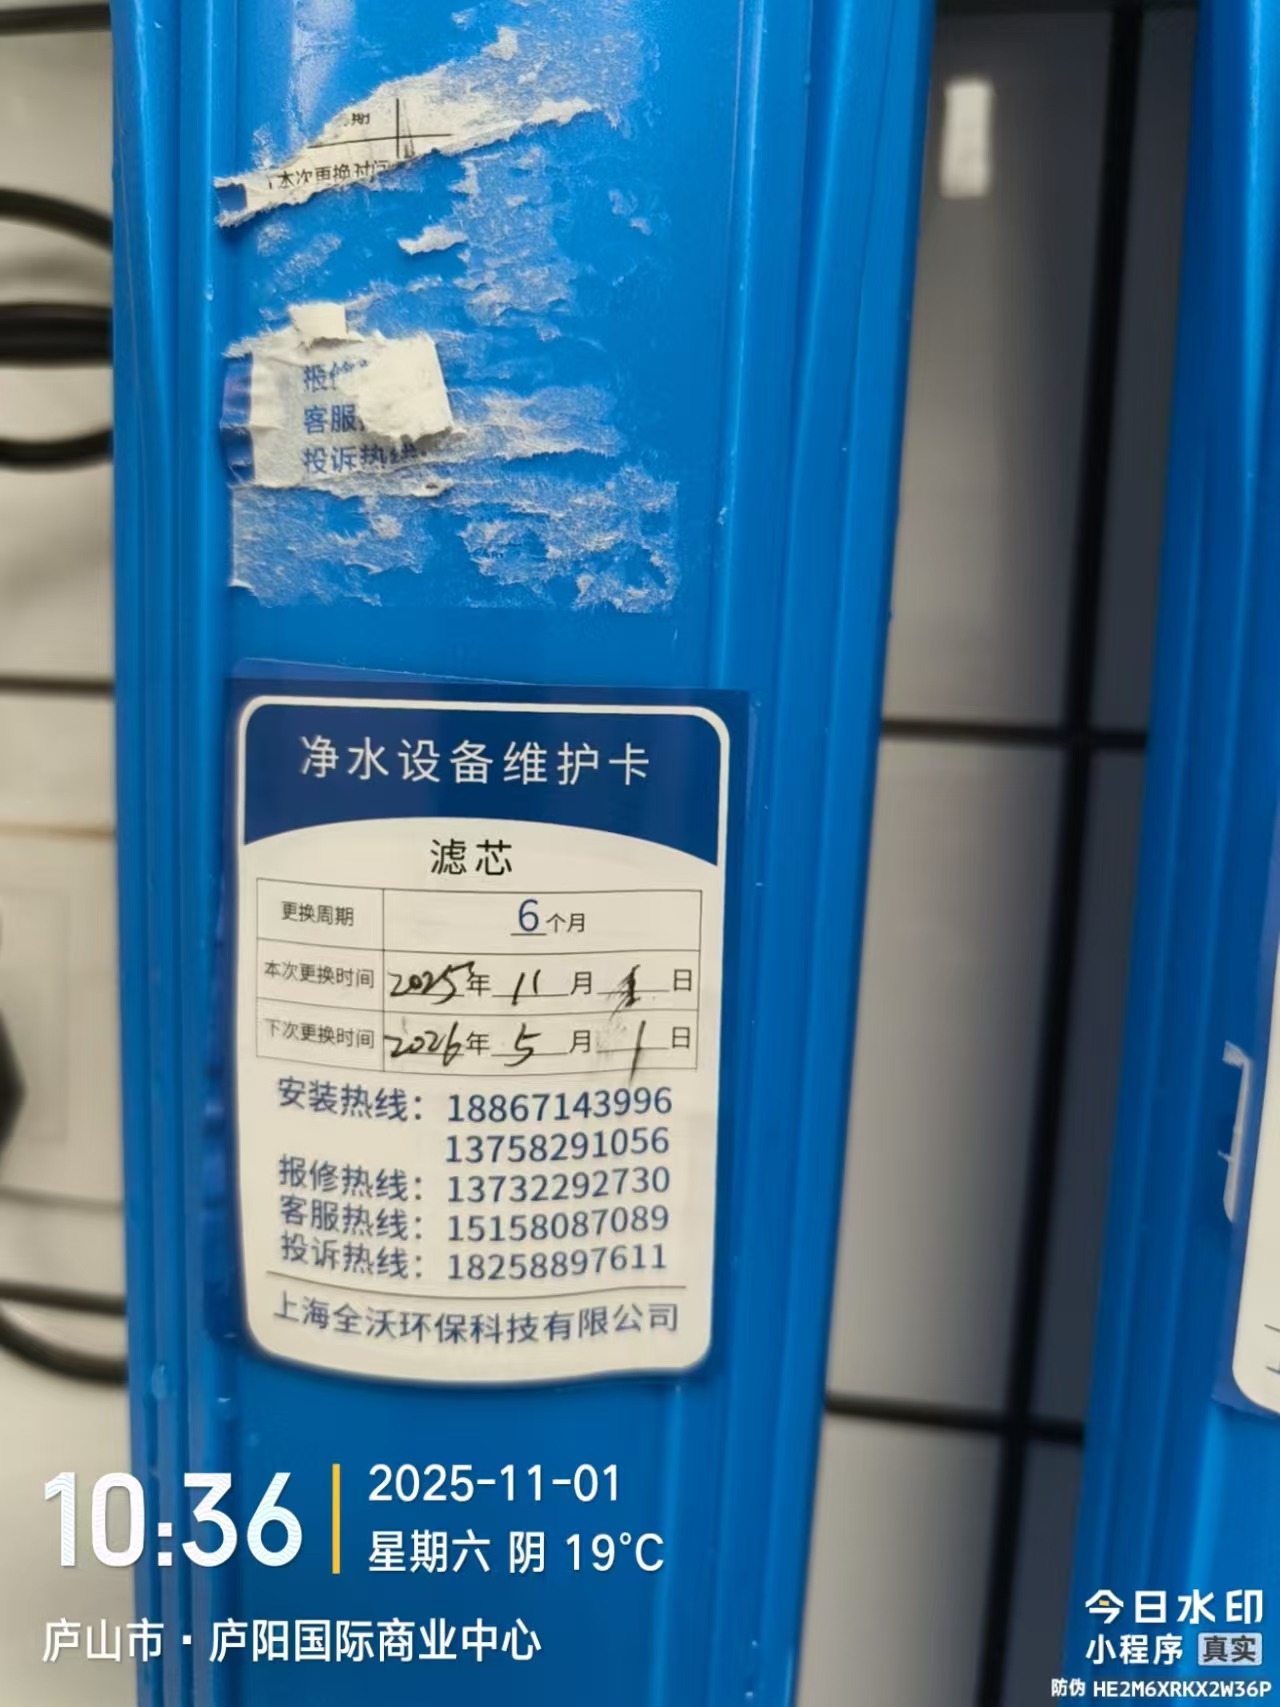 期
本次更换时间
报修
客服
投诉热线
净水设备维护卡
滤芯
更换周期 6个月
本次更换时间 2025年 11 月 1 日
下次更换时间 2026年 5 月 1 日
安装热线：18867143996
13758291056
报修热线：13732292730
客服热线：15158087089
投诉热线：18258897611
上海全沃环保科技有限公司
10:36
2025-11-01
星期六 阴 19°C
庐山市·庐阳国际商业中心
今日水印
小程序 真实
防伪 HE2M6XRKX2W36P